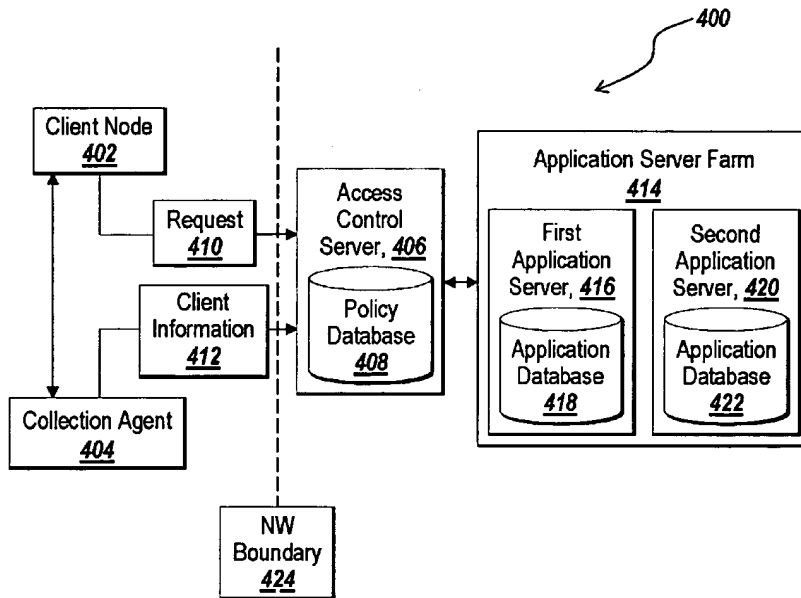 400
Client Node
402
Request
410
Client
Information
412
Collection Agent
404
NW
Boundary
424
Access
Control
Server, 406
Policy
Database
408
Application Server Farm
414
First
Application
Server, 416
Application
Database
418
Second
Application
Server, 420
Application
Database
422